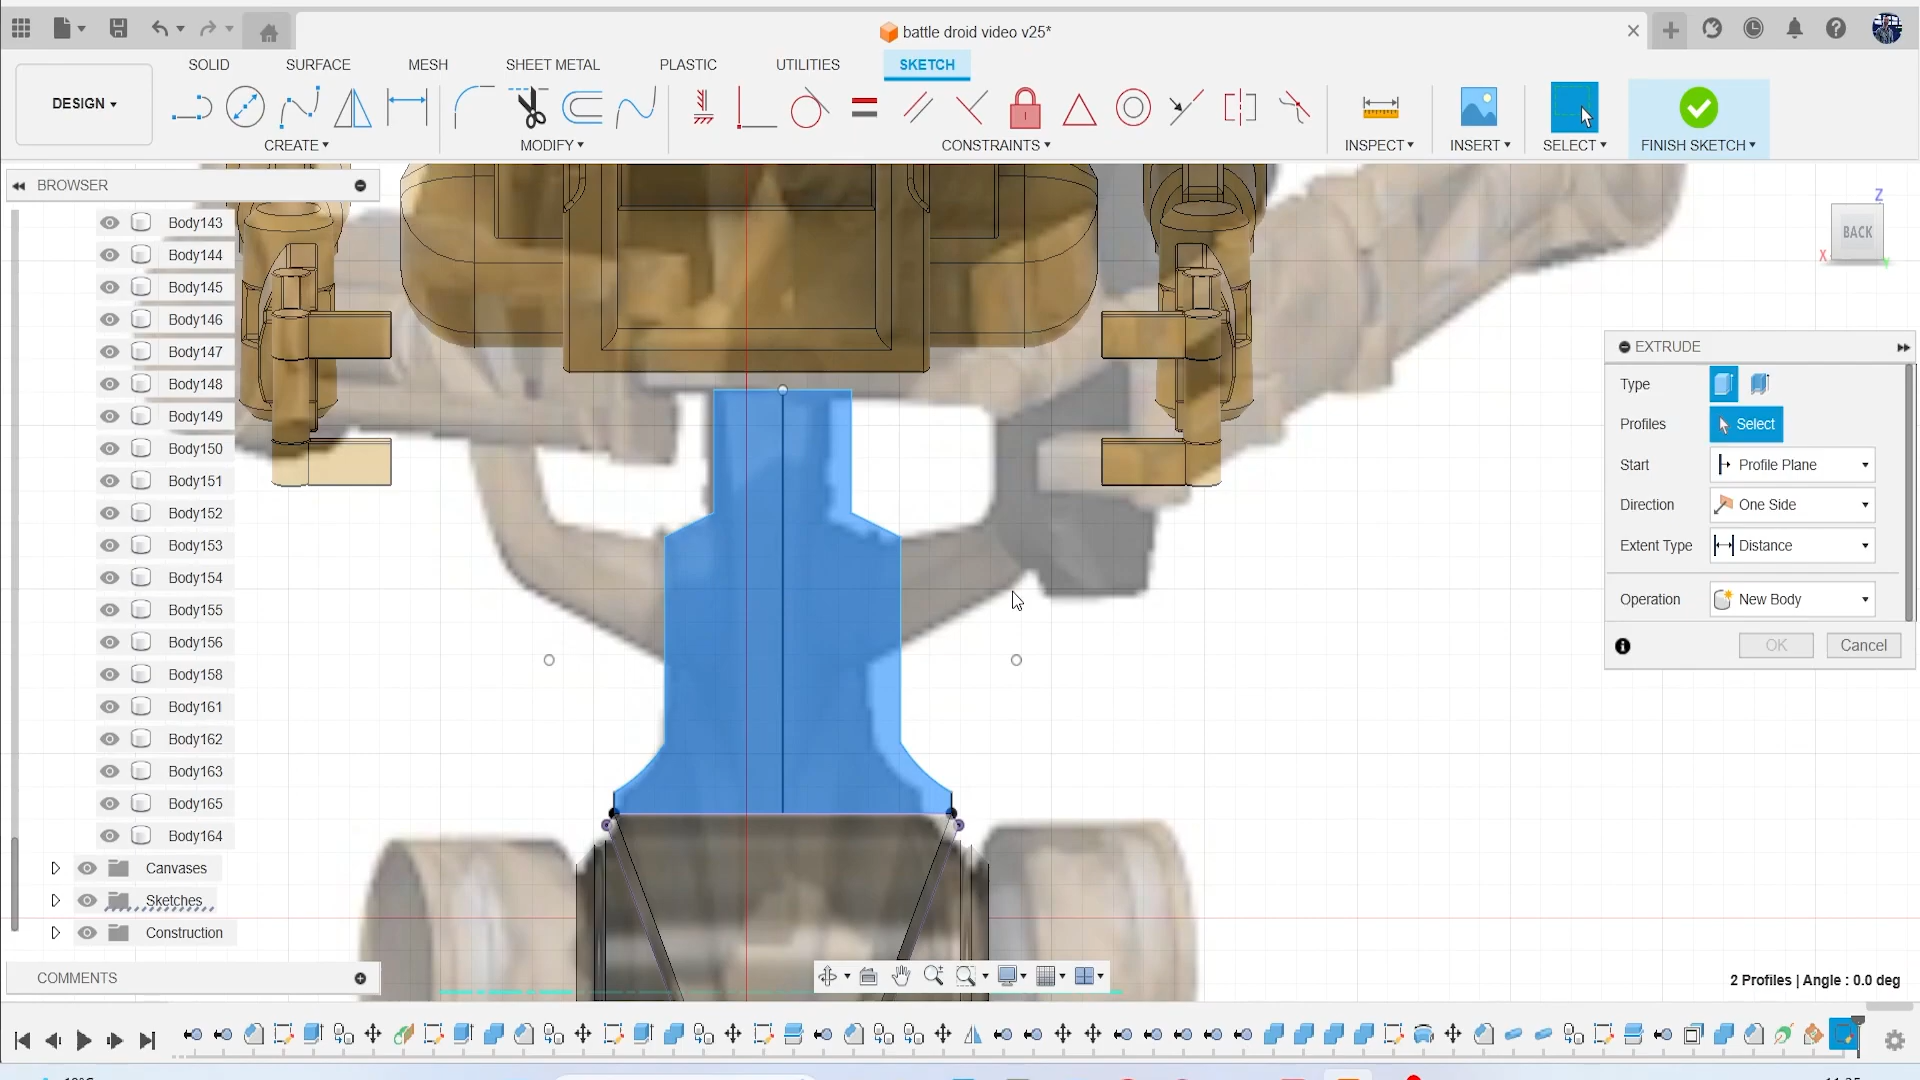 battle droid video v25*
SOLID SURFACE MESH SHEET METAL PLASTIC UTILITIES SKETCH
DESIGN
CREATE MODIFY CONSTRAINTS INSPECT INSERT SELECT FINISH SKETCH
BROWSER
Body143
Body144
Body145
Body146
Body147
Body148
Body149
Body150
Body151
Body152
Body153
Body154
Body155
Body156
Body158
Body161
Body162
Body163
Body165
Body164
Canvases
Sketches
Construction
COMMENTS
Z
BACK
X
EXTRUDE
Type
Profiles Select
Start Profile Plane
Direction One Side
Extent Type Distance
Operation New Body
OK Cancel
2 Profiles | Angle : 0.0 deg